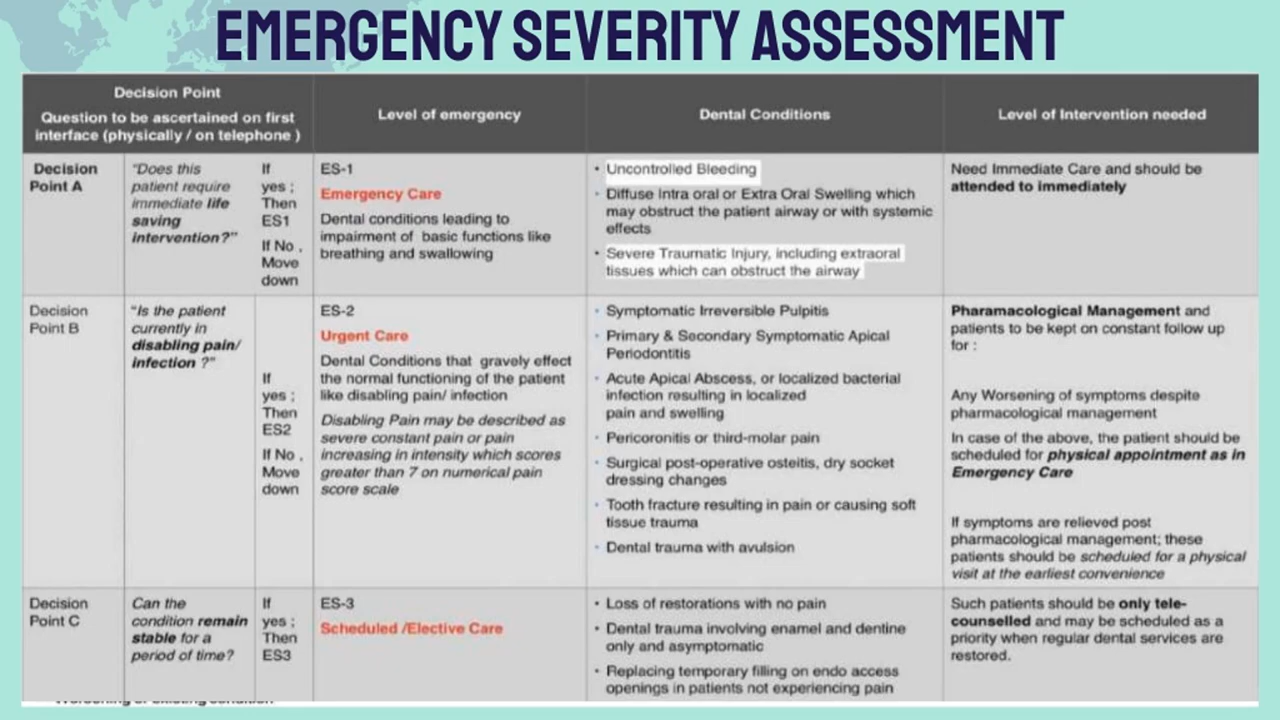 EMERGENCY SEVERITY ASSESSMENT
Decision Point
Question to be ascertained on first
interface (physically / on telephone )
Level of emergency
Dental Conditions
Level of Intervention needed
Decision
Point A
"Does this
patient require
immediate life
saving
intervention?"
If
yes ;
Then
ES1
If No ,
Move
down
ES-1
Emergency Care
Dental conditions leading to
impairment of basic functions like
breathing and swallowing
• Uncontrolled Bleeding
• Diffuse Intra oral or Extra Oral Swelling which
may obstruct the patient airway or with systemic
effects
• Severe Traumatic Injury, including extraoral
tissues which can obstruct the airway
Need Immediate Care and should be
attended to immediately
Decision
Point B
"Is the patient
currently in
disabling pain/
infection ?"
If
yes ;
Then
ES2
If No ,
Move
down
ES-2
Urgent Care
Dental Conditions that gravely effect
the normal functioning of the patient
like disabling pain/ infection
Disabling Pain may be described as
severe constant pain or pain
increasing in intensity which scores
greater than 7 on numerical pain
score scale
• Symptomatic Irreversible Pulpitis
• Primary & Secondary Symptomatic Apical
Periodontitis
• Acute Apical Abscess, or localized bacterial
infection resulting in localized
pain and swelling
• Pericoronitis or third-molar pain
• Surgical post-operative osteitis, dry socket
dressing changes
• Tooth fracture resulting in pain or causing soft
tissue trauma
• Dental trauma with avulsion
Pharamacological Management and
patients to be kept on constant follow up
for :
Any Worsening of symptoms despite
pharmacological management
In case of the above, the patient should be
scheduled for physical appointment as in
Emergency Care
If symptoms are relieved post
pharmacological management; these
patients should be scheduled for a physical
visit at the earliest convenience
Decision
Point C
Can the
condition remain
stable for a
period of time?
If
yes ;
Then
ES3
ES-3
Scheduled /Elective Care
• Loss of restorations with no pain
• Dental trauma involving enamel and dentine
only and asymptomatic
• Replacing temporary filling on endo access
openings in patients not experiencing pain
Such patients should be only tele-
counselled and may be scheduled as a
priority when regular dental services are
restored.